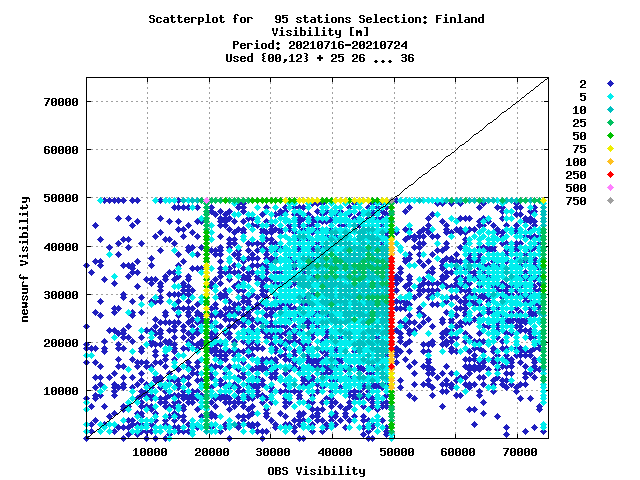 Scatterplot for 95 stations Selection: Finland
Visibility [m]
Period: 20210716-20210724
Used {00,12} + 25 26 ... 36
2
5
10
25
50
75
100
250
500
750
70000
60000
50000
40000
30000
20000
10000
newsurf Visibility
10000 20000 30000 40000 50000 60000 70000
OBS Visibility